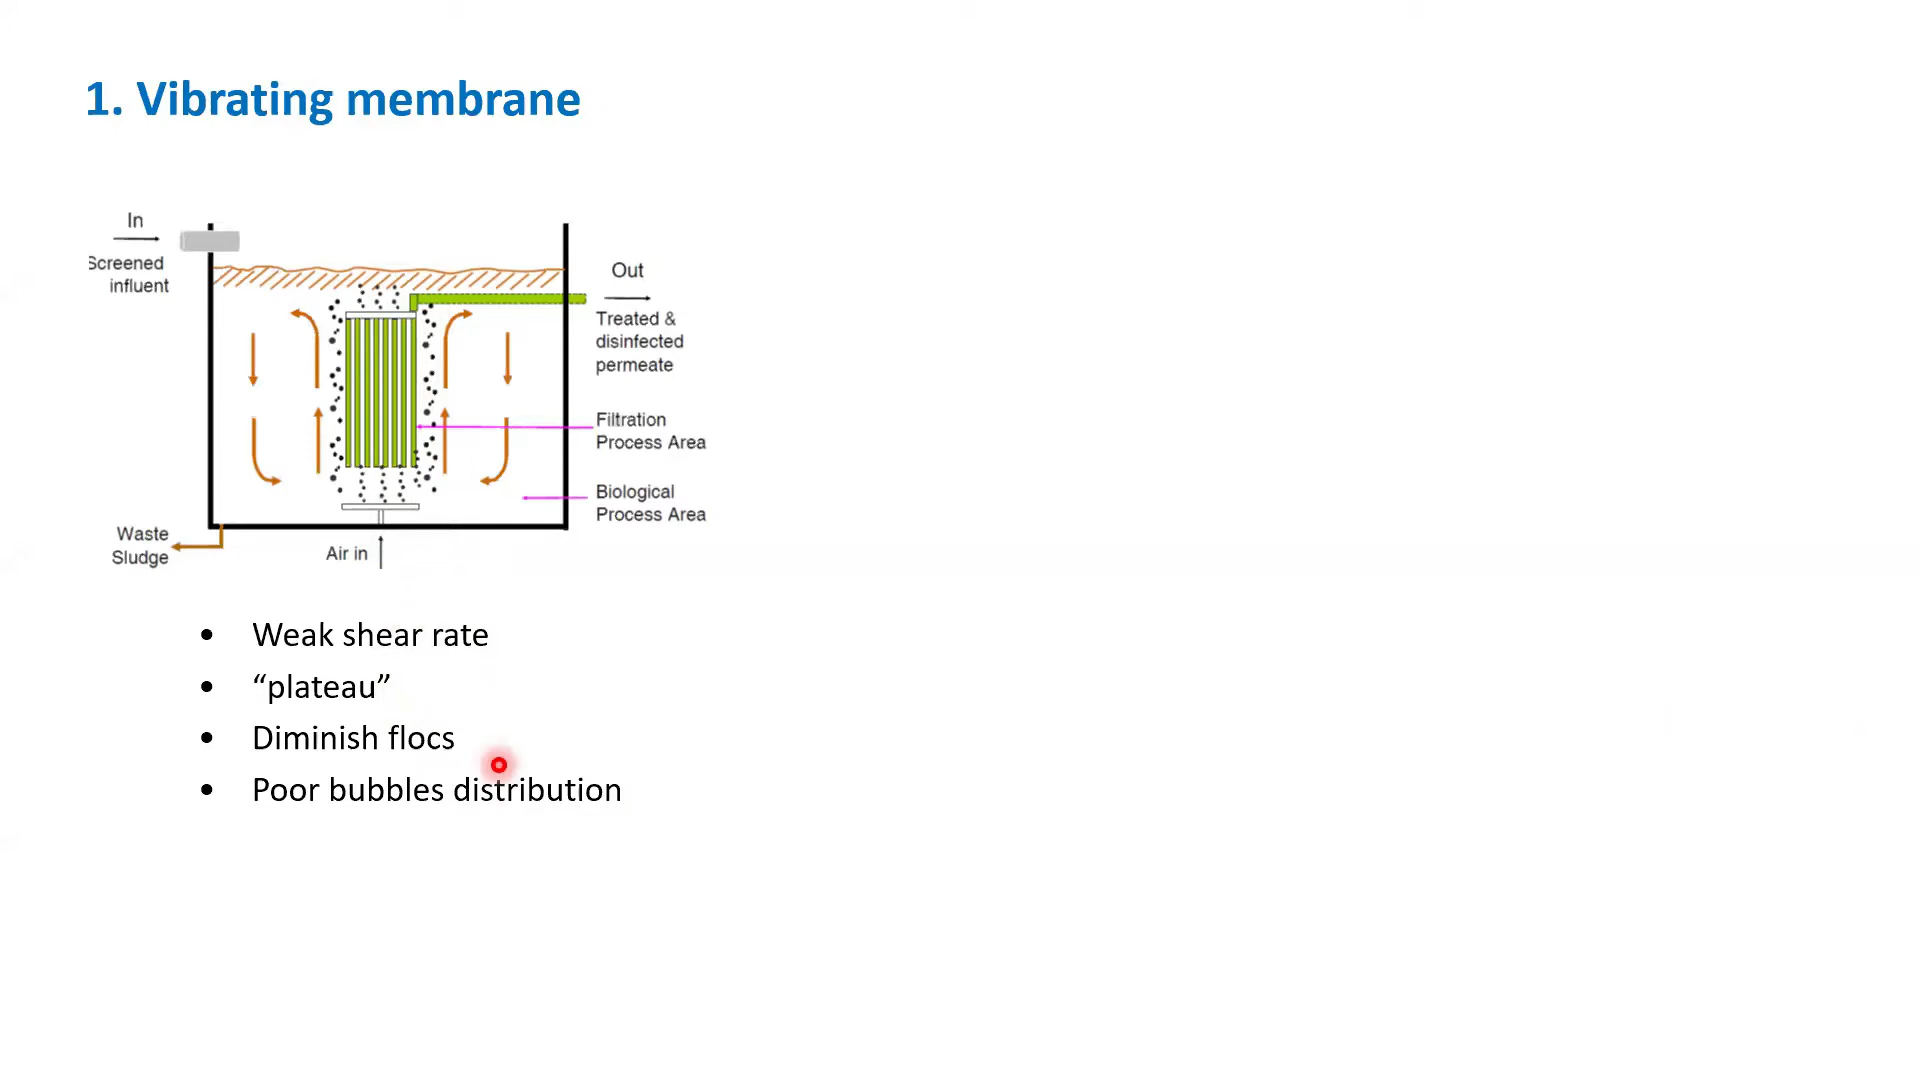 1. Vibrating membrane
In
Screened
influent
Out
Treated &
disinfected
permeate
Filtration
Process Area
Biological
Process Area
Waste
Sludge
Air in
• Weak shear rate
• “plateau”
• Diminish flocs
• Poor bubbles distribution